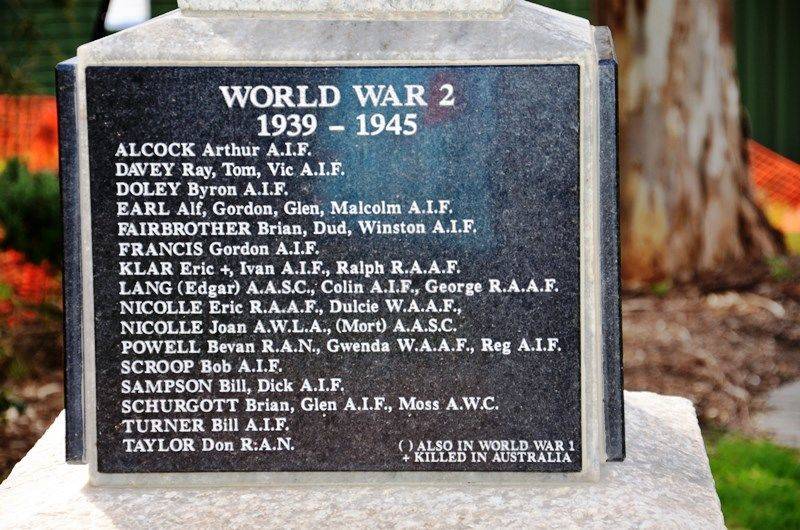 WORLD WAR 2
1939 – 1945
ALCOCK Arthur A.I.F.
DAVEY Ray, Tom, Vic A.I.F.
DOLEY Byron A.I.F.
EARL Alf, Gordon, Glen, Malcolm A.I.F.
FAIRBROTHER Brian, Dud, Winston A.I.F.
FRANCIS Gordon A.I.F.
KLAR Eric +, Ivan A.I.F., Ralph R.A.A.F.
LANG (Edgar) A.A.S.C., Colin A.I.F., George R.A.A.F.
NICOLLE Eric R.A.A.F., Dulcie W.A.A.F.,
NICOLLE Joan A.W.L.A., (Mort) A.A.S.C.
POWELL Bevan R.A.N., Gwenda W.A.A.F., Reg A.I.F.
SCROOP Bob A.I.F.
SAMPSON Bill, Dick A.I.F.
SCHURGOTT Brian, Glen A.I.F., Moss A.W.C.
TURNER Bill A.I.F.
TAYLOR Don R.A.N.
( ) ALSO IN WORLD WAR 1
+ KILLED IN AUSTRALIA